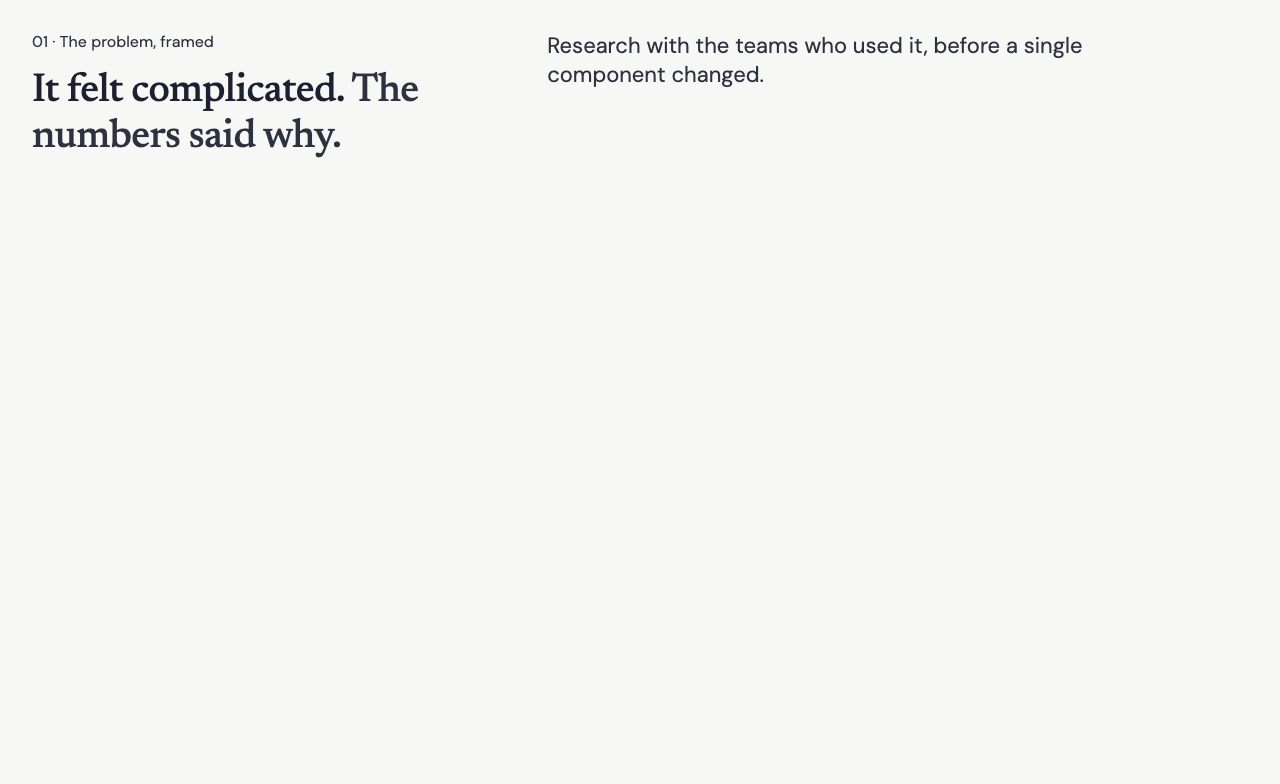 01 · The problem, framed
It felt complicated. The
numbers said why.
Research with the teams who used it, before a single
component changed.